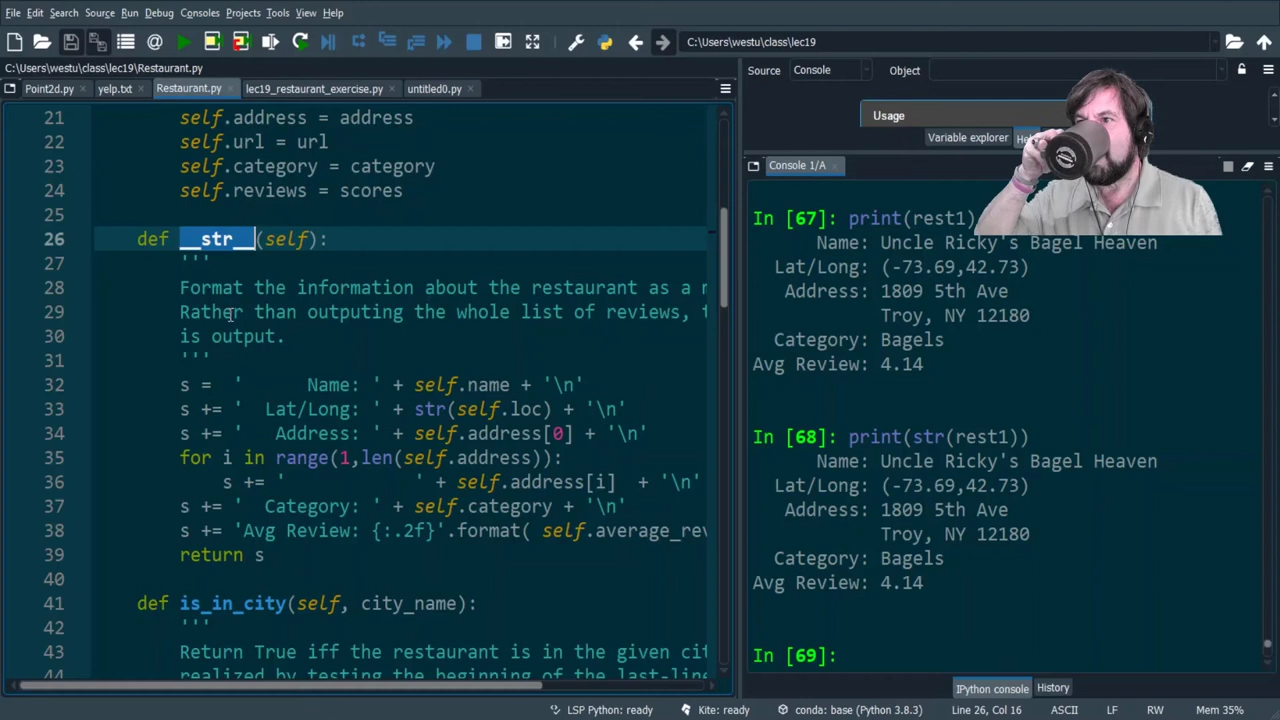 File Edit Search Source Run Debug Consoles Projects Tools View Help
C:\Users\westu\class\lec19
C:\Users\westu\class\lec19\Restaurant.py
Point2d.py yelp.txt Restaurant.py lec19_restaurant_exercise.py untitled0.py
21 self.address = address
22 self.url = url
23 self.category = category
24 self.reviews = scores
25
26 def __str__(self):
27 '''
28 Format the information about the restaurant as a
29 Rather than outputing the whole list of reviews,
30 is output.
31 '''
32 s = '      Name: ' + self.name + '\n'
33 s += '  Lat/Long: ' + str(self.loc) + '\n'
34 s += '   Address: ' + self.address[0] + '\n'
35 for i in range(1,len(self.address)):
36     s += '            ' + self.address[i]  + '\n'
37 s += '  Category: ' + self.category + '\n'
38 s += 'Avg Review: {:.2f}'.format( self.average_rev
39 return s
40
41 def is_in_city(self, city_name):
42 '''
43 Return True iff the restaurant is in the given cit
44 realized by testing the beginning of the last-line
Source Console Object
Usage
Variable explorer
Console 1/A
In [67]: print(rest1)
Name: Uncle Ricky's Bagel Heaven
Lat/Long: (-73.69,42.73)
Address: 1809 5th Ave
Troy, NY 12180
Category: Bagels
Avg Review: 4.14
In [68]: print(str(rest1))
Name: Uncle Ricky's Bagel Heaven
Lat/Long: (-73.69,42.73)
Address: 1809 5th Ave
Troy, NY 12180
Category: Bagels
Avg Review: 4.14
In [69]:
IPython console History
LSP Python: ready Kite: ready conda: base (Python 3.8.3) Line 26, Col 16 ASCII LF RW Mem 35%